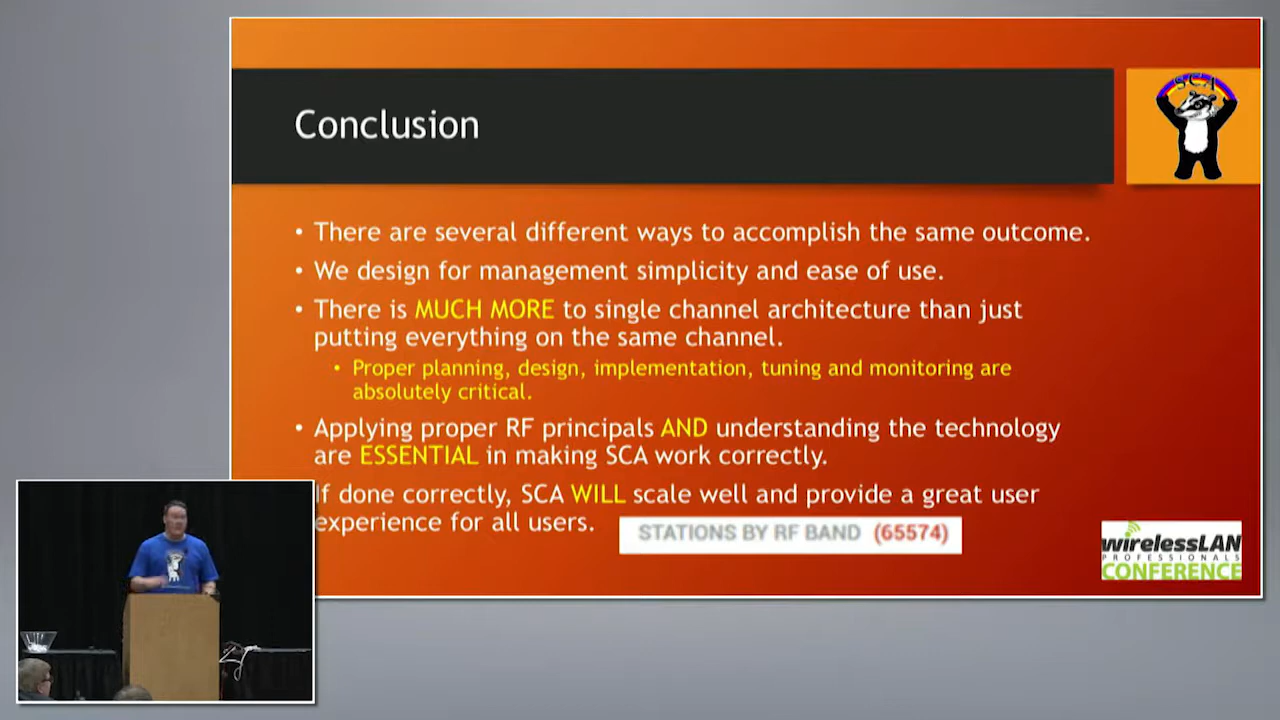 Conclusion
SCA
• There are several different ways to accomplish the same outcome.
• We design for management simplicity and ease of use.
• There is MUCH MORE to single channel architecture than just
putting everything on the same channel.
• Proper planning, design, implementation, tuning and monitoring are
absolutely critical.
• Applying proper RF principals AND understanding the technology
are ESSENTIAL in making SCA work correctly.
If done correctly, SCA WILL scale well and provide a great user
experience for all users.
STATIONS BY RF BAND (65574)
wirelessLAN
PROFESSIONALS
CONFERENCE